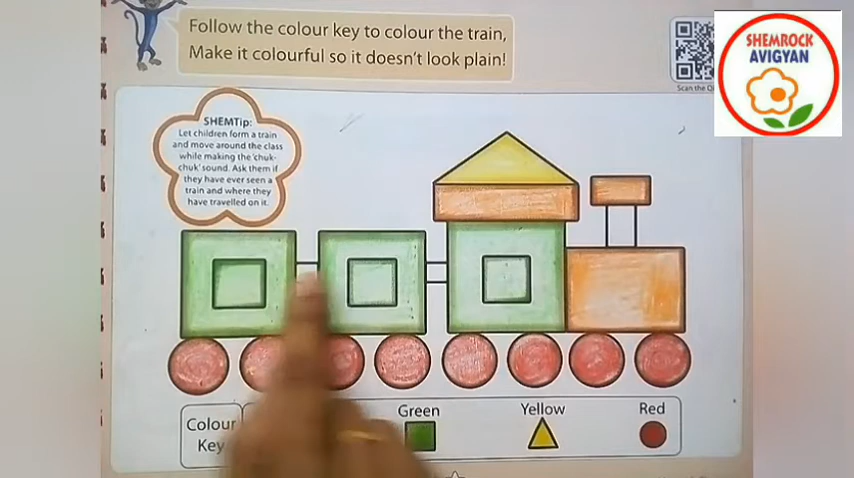 Follow the colour key to colour the train,
Make it colourful so it doesn't look plain!
SHEMROCK
AVIGYAN
SHEMTip:
Let children form a train
and move around the class
while making the 'chuk-
chuk' sound. Ask them if
they have ever seen a
train and where they
have travelled on it.
Scan the
Colour
Key
Green
Yellow
Red